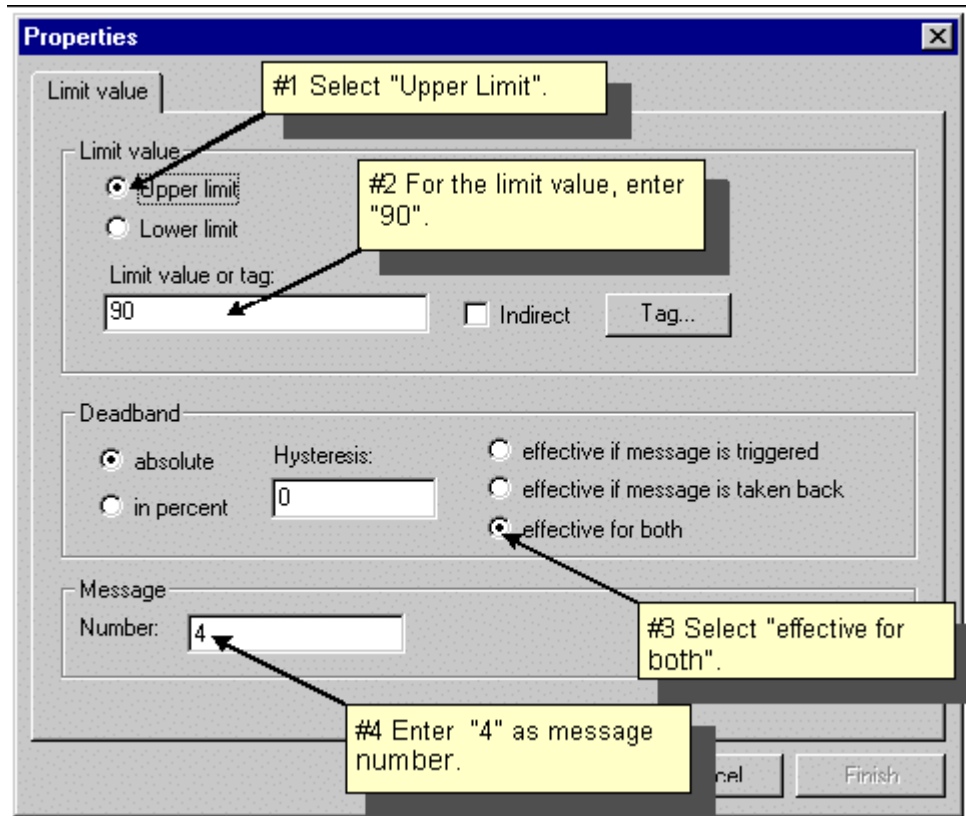 Properties
Limit value
#1 Select "Upper Limit".
Limit value
Upper limit
#2 For the limit value, enter
"90".
Lower limit
Limit value or tag:
90
Indirect
Tag...
Deadband
absolute
Hysteresis:
effective if message is triggered
in percent
0
effective if message is taken back
effective for both
Message
Number:
4
#3 Select "effective for
both".
#4 Enter "4" as message
number.
Finish